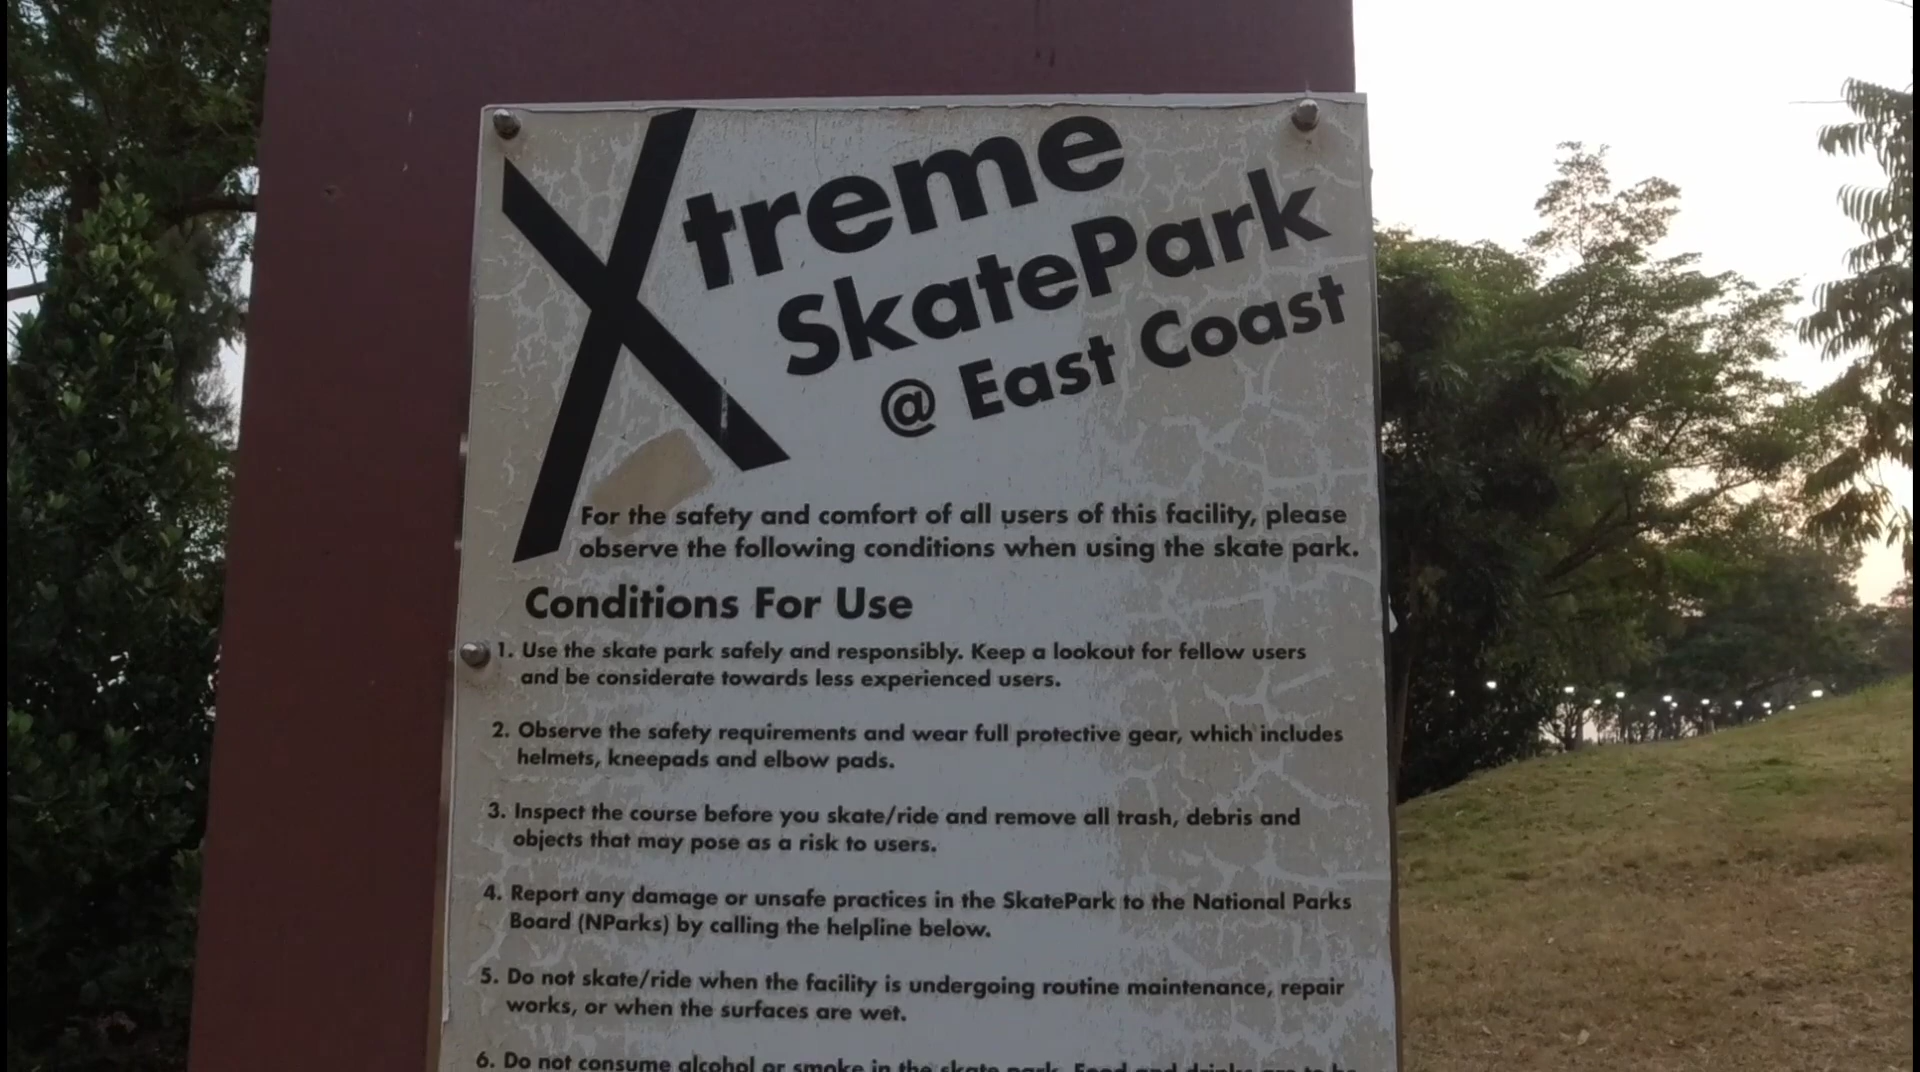 Xtreme
SkatePark
@ East Coast
For the safety and comfort of all users of this facility, please
observe the following conditions when using the skate park.
Conditions For Use
1. Use the skate park safely and responsibly. Keep a lookout for fellow users
and be considerate towards less experienced users.
2. Observe the safety requirements and wear full protective gear, which includes
helmets, kneepads and elbow pads.
3. Inspect the course before you skate/ride and remove all trash, debris and
objects that may pose as a risk to users.
4. Report any damage or unsafe practices in the SkatePark to the National Parks
Board (NParks) by calling the helpline below.
5. Do not skate/ride when the facility is undergoing routine maintenance, repair
works, or when the surfaces are wet.
6. Do not consume alcohol or smoke in the skate park. Food and drinks are to be